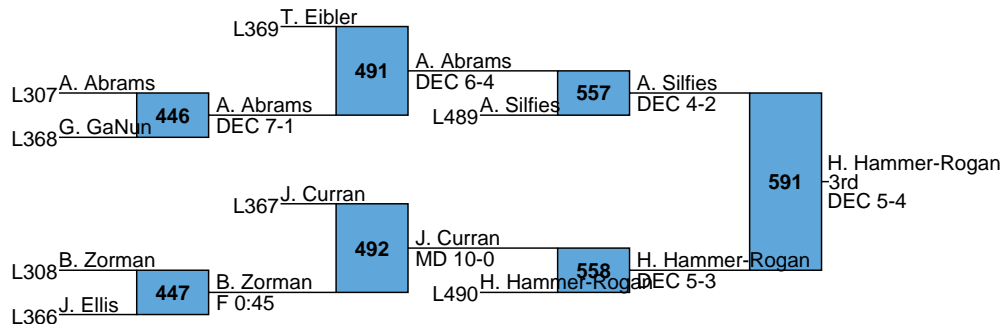 T. Eibler
L369
491
A. Abrams
DEC 6-4
A. Abrams
L307
446
A. Abrams
DEC 7-1
G. GaNun
L368
557
A. Silfies
L489
A. Silfies
DEC 4-2
591
H. Hammer-Rogan
3rd
DEC 5-4
J. Curran
L367
492
J. Curran
MD 10-0
B. Zorman
L308
447
B. Zorman
F 0:45
J. Ellis
L366
558
H. Hammer-Rogan
L490
H. Hammer-Rogan
DEC 5-3